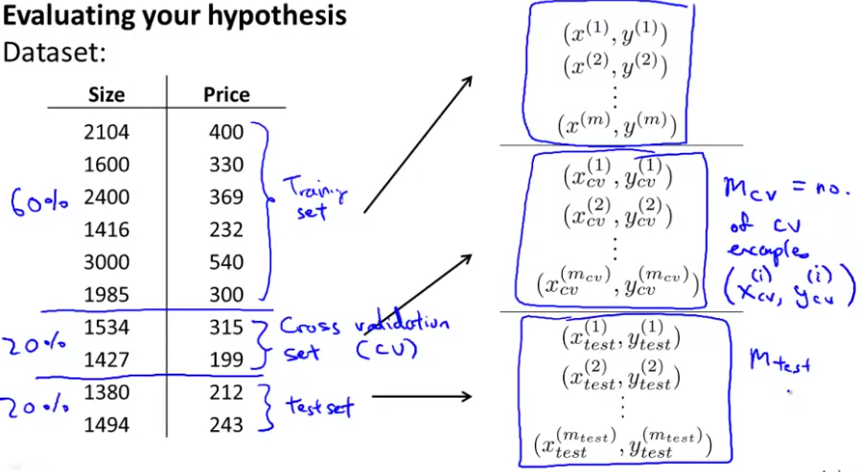 Evaluating your hypothesis
Dataset:
Size Price
2104 400
1600 330
2400 369
1416 232
3000 540
1985 300
1534 315
1427 199
1380 212
1494 243
60%
20%
20%
Training
set
Cross validation
set (CV)
test set
(x^(1), y^(1))
(x^(2), y^(2))
⋮
(x^(m), y^(m))
(x_cv^(1), y_cv^(1))
(x_cv^(2), y_cv^(2))
⋮
(x_cv^(m_cv), y_cv^(m_cv))
(x_test^(1), y_test^(1))
(x_test^(2), y_test^(2))
⋮
(x_test^(m_test), y_test^(m_test))
M_cv = no.
of cv
examples
(x_cv^(i), y_cv^(i))
M_test